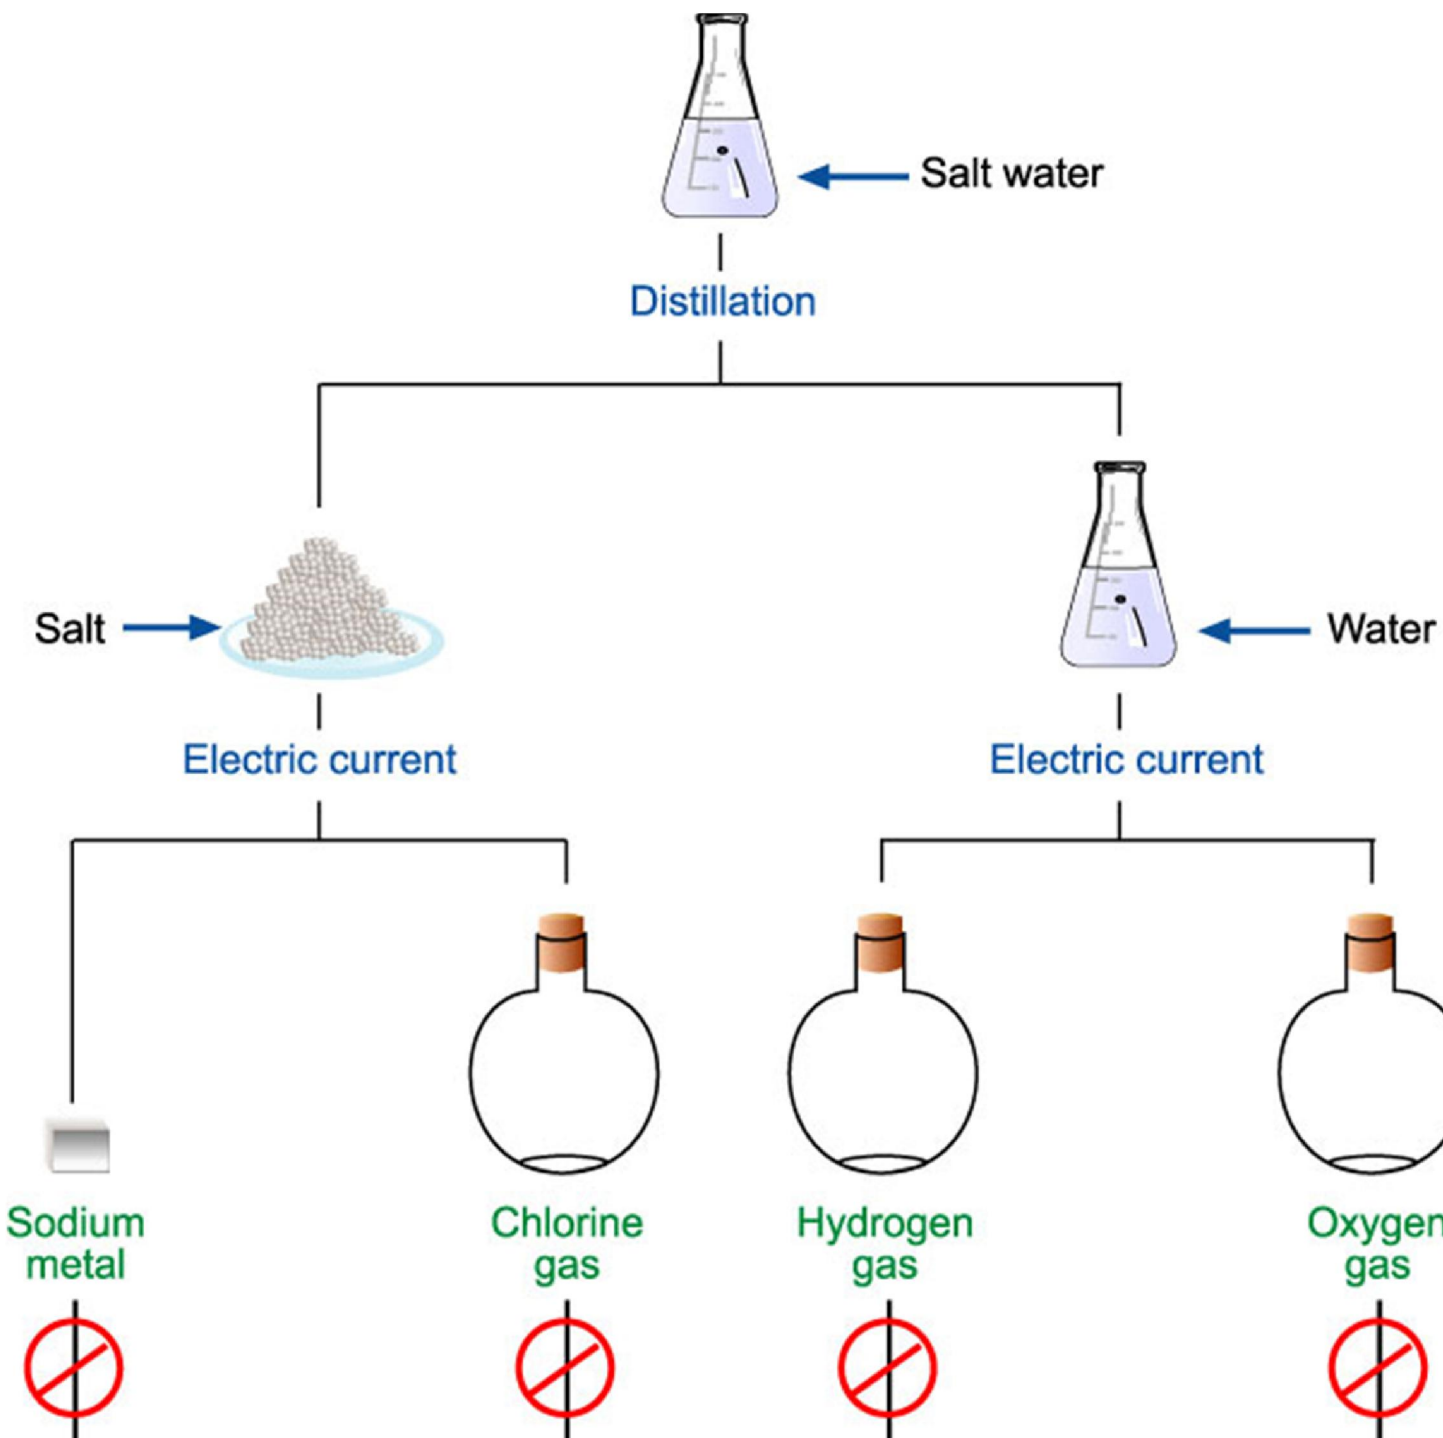 Salt water
Distillation
Salt
Water
Electric current
Electric current
Sodium
metal
Chlorine
gas
Hydrogen
gas
Oxygen
gas